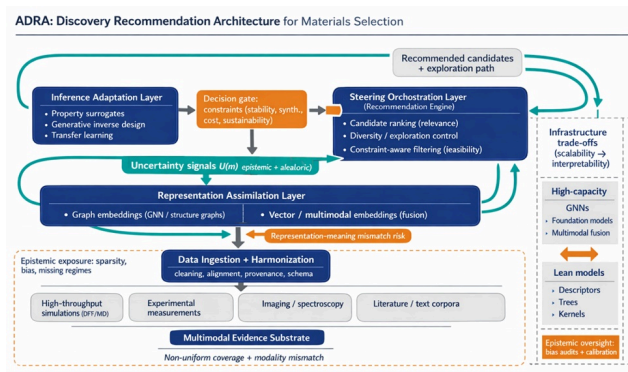 ADRA: Discovery Recommendation Architecture for Materials Selection
Recommended candidates
+ exploration path
Inference Adaptation Layer
• Property surrogates
• Generative inverse design
• Transfer learning
Decision gate:
constraints (stability, synth.,
cost, sustainability)
Steering Orchestration Layer
(Recommendation Engine)
• Candidate ranking (relevance)
• Diversity / exploration control
• Constraint-aware filtering (ieasibility)
Uncertainty signals U(m) epistemic + alealoric)
Representation Assimilation Layer
• Graph embeddings (GNN / structure graphs)
• Vector / multimodal embeddings (fusion)
Representation-meaning mismatch risk
Epistemic exposure: sparsity,
bias, missing regimes
Data Ingestion + Harmonization
cleaning, alignment, provenance, schema
High-throughput
simulations (DFF/MD)
Experimental
measurements
Imaging / spectroscopy
Literature / text corpora
Multimodal Evidence Substrate
Non-uniform coverage + modality mismatch
Infrastructure
trade-offs
(scalability →
interpretability)
High-capacity
GNNs
• Foundation models
• Multimodal fusion
Lean models
• Descriptors
• Trees
• Kernels
Epistemic oversight:
bias audits + calibration